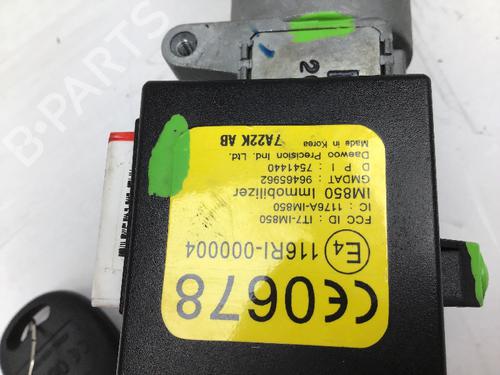 CE0678
E4 116RI-000004
FCC ID : IT7-IM850
IC : 1176A-IM850
IM850 Immobilizer
GMDAT : 96465962
D P I : 7541440
Daewoo Precision Ind. Ltd.
Made in Korea
7A22K AB
2
B-PARTS